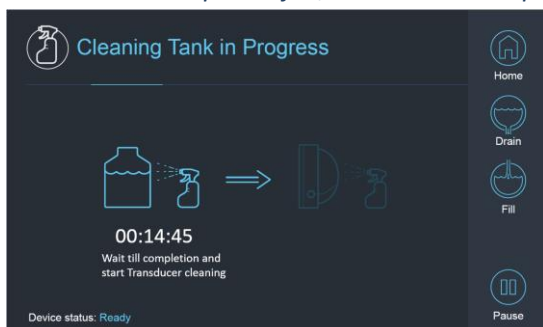 Cleaning Tank in Progress
Home
Drain
Fill
00:14:45
Wait till completion and
start Transducer cleaning
Pause
Device status: Ready